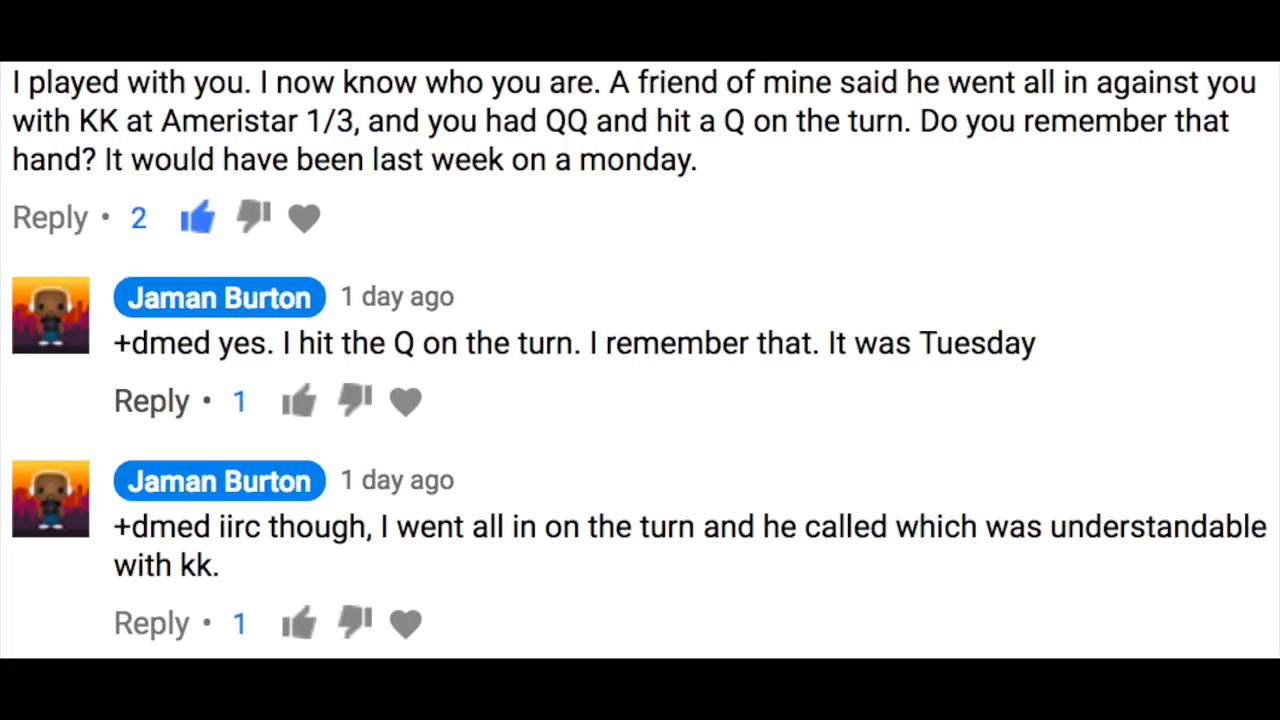 I played with you. I now know who you are. A friend of mine said he went all in against you
with KK at Ameristar 1/3, and you had QQ and hit a Q on the turn. Do you remember that
hand? It would have been last week on a monday.
Reply • 2
Jaman Burton 1 day ago
+dmed yes. I hit the Q on the turn. I remember that. It was Tuesday
Reply • 1
Jaman Burton 1 day ago
+dmed iirc though, I went all in on the turn and he called which was understandable
with kk.
Reply • 1